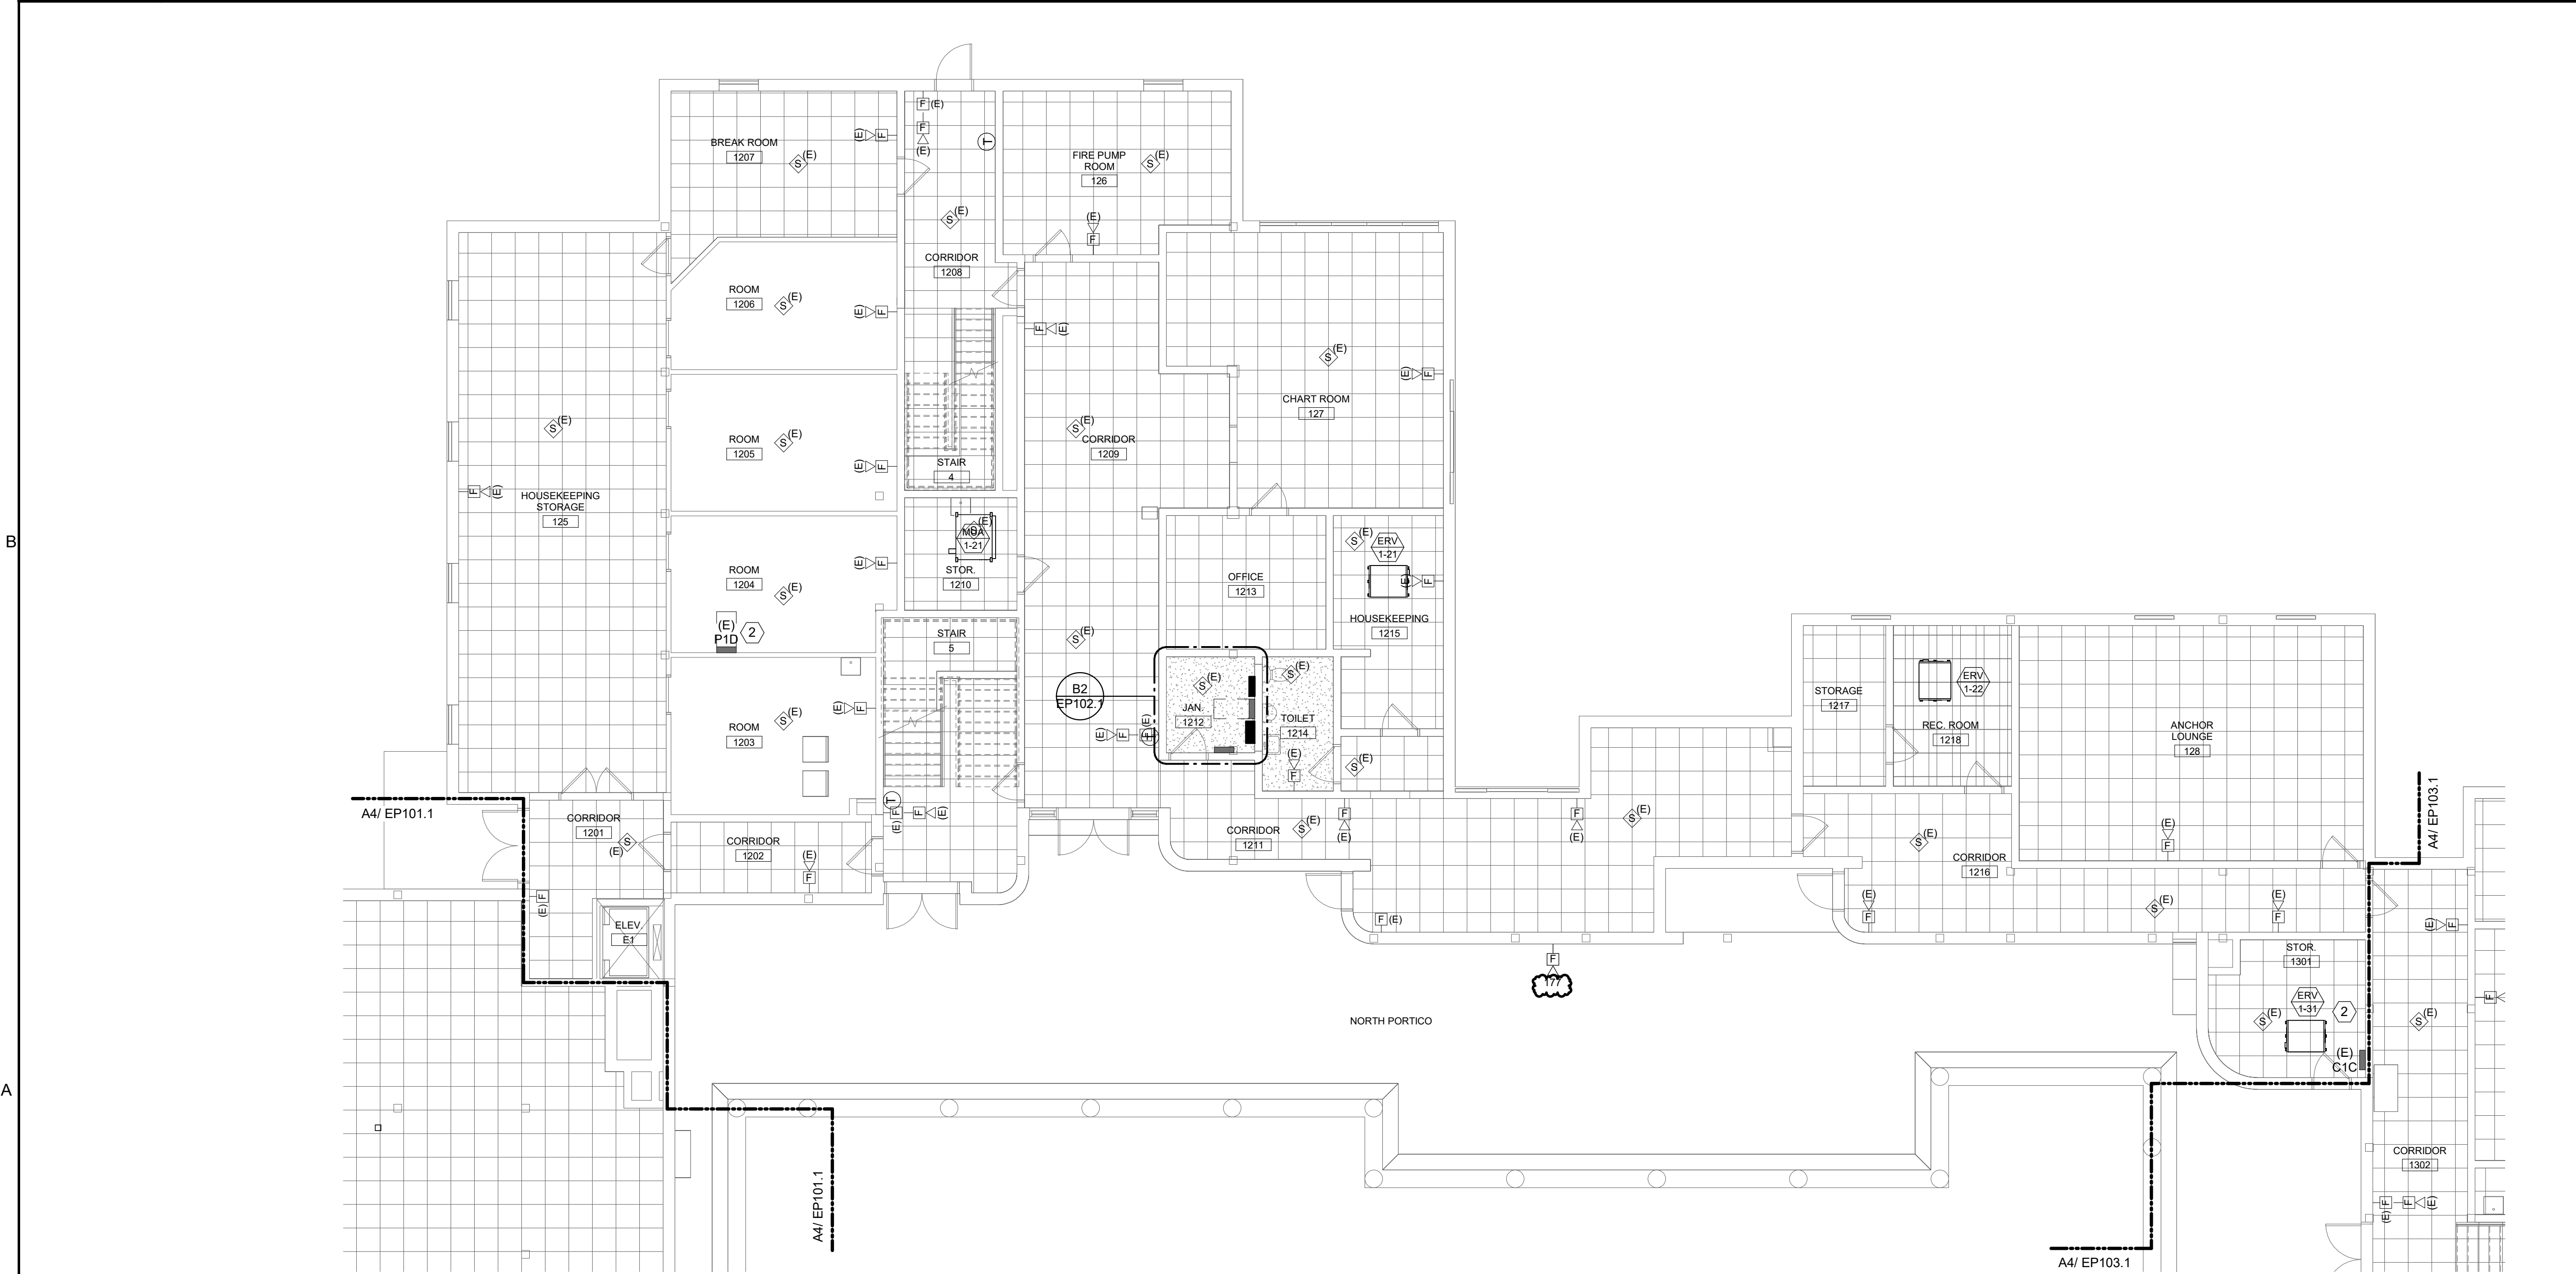 F (E)
F
(E)
T
BREAK ROOM
1207
S (E)
(E) F
FIRE PUMP
ROOM
126
S (E)
(E)
F
S (E)
CORRIDOR
1208
ROOM
1206
S (E)
(E) F
F (E)
S (E)
(E) F
CHART ROOM
127
S (E)
HOUSEKEEPING
STORAGE
125
F (E)
ROOM
1205
S (E)
(E) F
STAIR
4
S (E)
CORRIDOR
1209
B
S (E)
MUA
1-21
STOR.
1210
ROOM
1204
S (E)
(E) F
(E)
P1D
2
S (E)
ERV
1-21
(E) F
OFFICE
1213
HOUSEKEEPING
1215
STAIR
5
S (E)
B2
EP102.1
S (E)
JAN.
1212
S (E)
TOILET
1214
(E)
F
(E) F
(E)
F
S (E)
ROOM
1203
S (E)
(E) F
T
(E) F
F (E)
STORAGE
1217
ERV
1-22
REC. ROOM
1218
ANCHOR
LOUNGE
128
A4/ EP101.1
A4/ EP103.1
CORRIDOR
1201
S
(E)
CORRIDOR
1202
(E)
F
CORRIDOR
1211
S (E)
F
(E)
F
(E)
S (E)
S (E)
CORRIDOR
1216
(E)
F
(E) F
ELEV.
E1
F (E)
(E)
F
S (E)
(E)
F
(E) F
F
177
NORTH PORTICO
STOR.
1301
ERV
1-31
2
S (E)
(E)
C1C
S (E)
F
A
A4/ EP101.1
CORRIDOR
1302
(E) F
F (E)
A4/ EP103.1